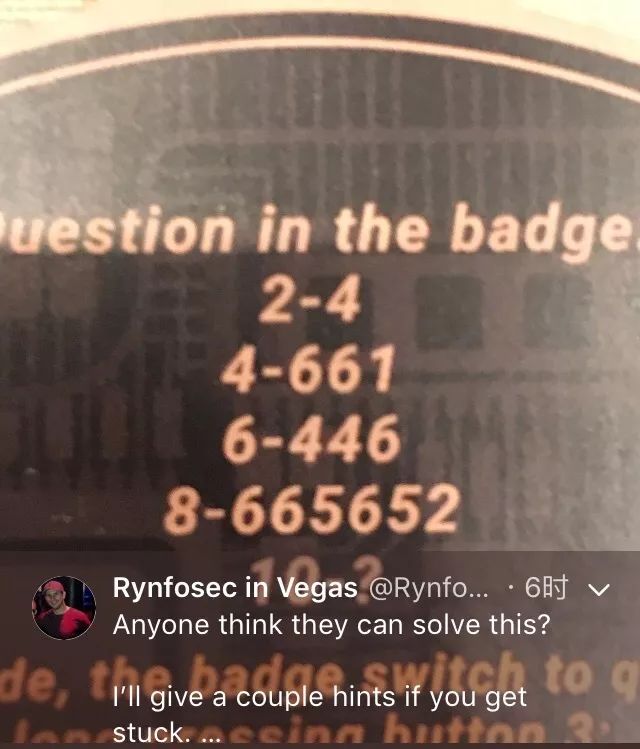 uestion in the badge
2-4
4-661
6-446
8-665652
10-?
Rynfosec in Vegas @Rynfo... · 6时
Anyone think they can solve this?
de, the badge switch to q
I'll give a couple hints if you get
stuck. ...
button 3: